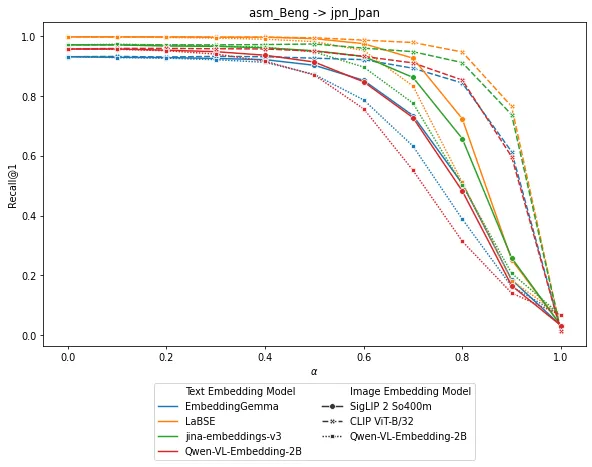 asm_Beng -> jpn_Jpan
Recall@1
1.0
0.8
0.6
0.4
0.2
0.0
0.0 0.2 0.4 0.6 0.8 1.0
α
Text Embedding Model Image Embedding Model
EmbeddingGemma SigLIP 2 So400m
LaBSE CLIP ViT-B/32
jina-embeddings-v3 Qwen-VL-Embedding-2B
Qwen-VL-Embedding-2B